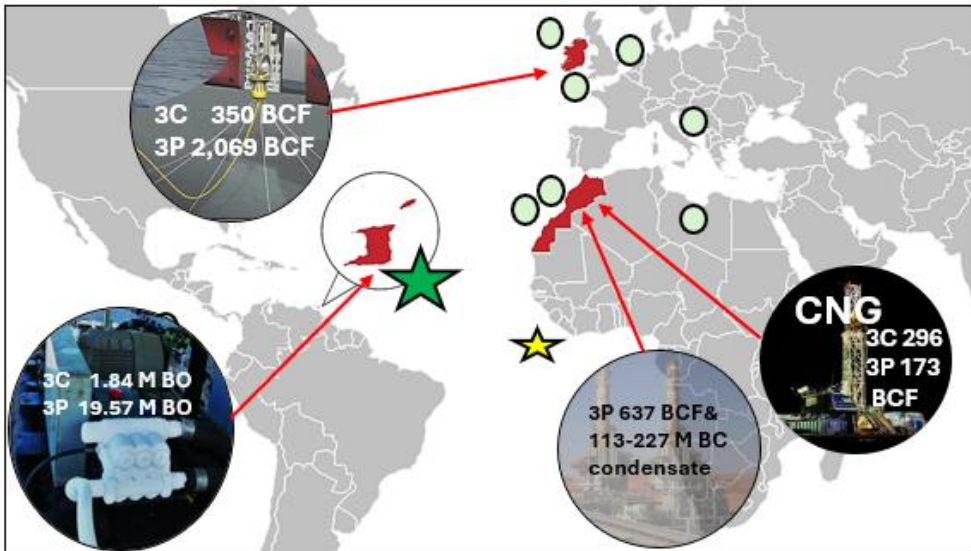 3C 350 BCF
3P 2,069 BCF
3C 1.84 M BO
3P 19.57 M BO
3P 637 BCF&
113-227 M BC
condensate
CNG
3C 296
3P 173
BCF